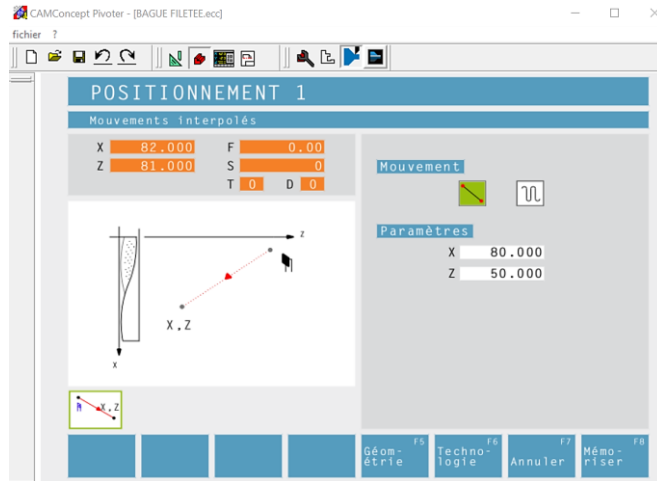 CAMConcept Pivoter - [BAGUE FILETEE.ecc]
fichier ?
POSITIONNEMENT 1
Mouvements interpolés
X 82.000 F 0.00
Z 81.000 S 0
T 0 D 0
Mouvement
Paramètres
X 80.000
Z 50.000
z
X,Z
x
X,Z
F5 F6 F7 F8
Géom- Techno- Mémo-
étrie logie Annuler riser